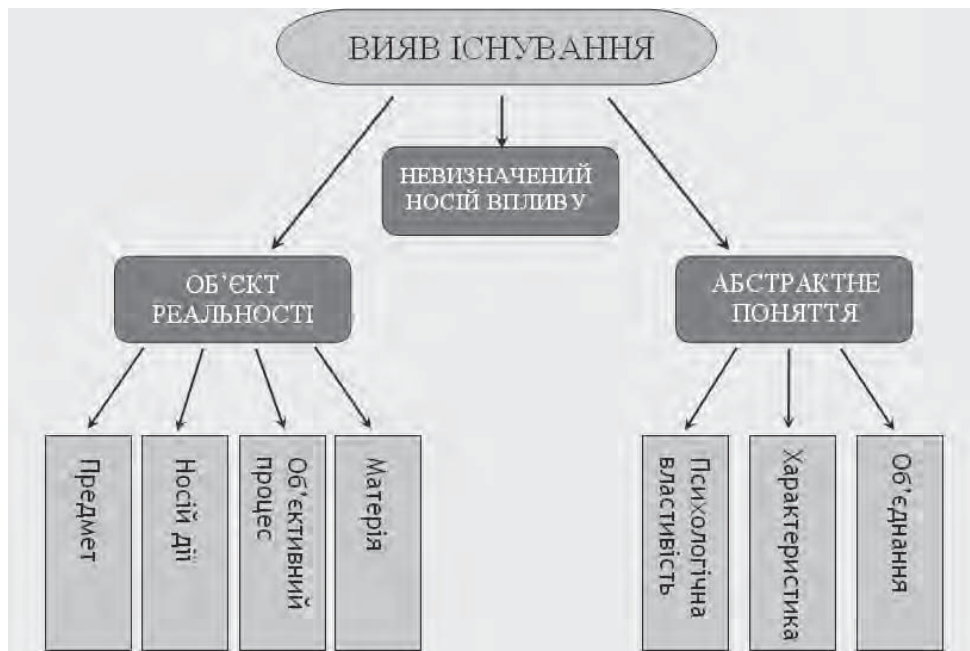 ВИЯВ ІСНУВАННЯ
НЕВИЗНАЧЕНИЙ
НОСІЙ ВПЛИВУ
ОБ’ЄКТ
РЕАЛЬНОСТІ
АБСТРАКТНЕ
ПОНЯТТЯ
Предмет
Носій дії
Об’єктивний
процес
Матерія
Психологічна
властивість
Характеристика
Об’єднання